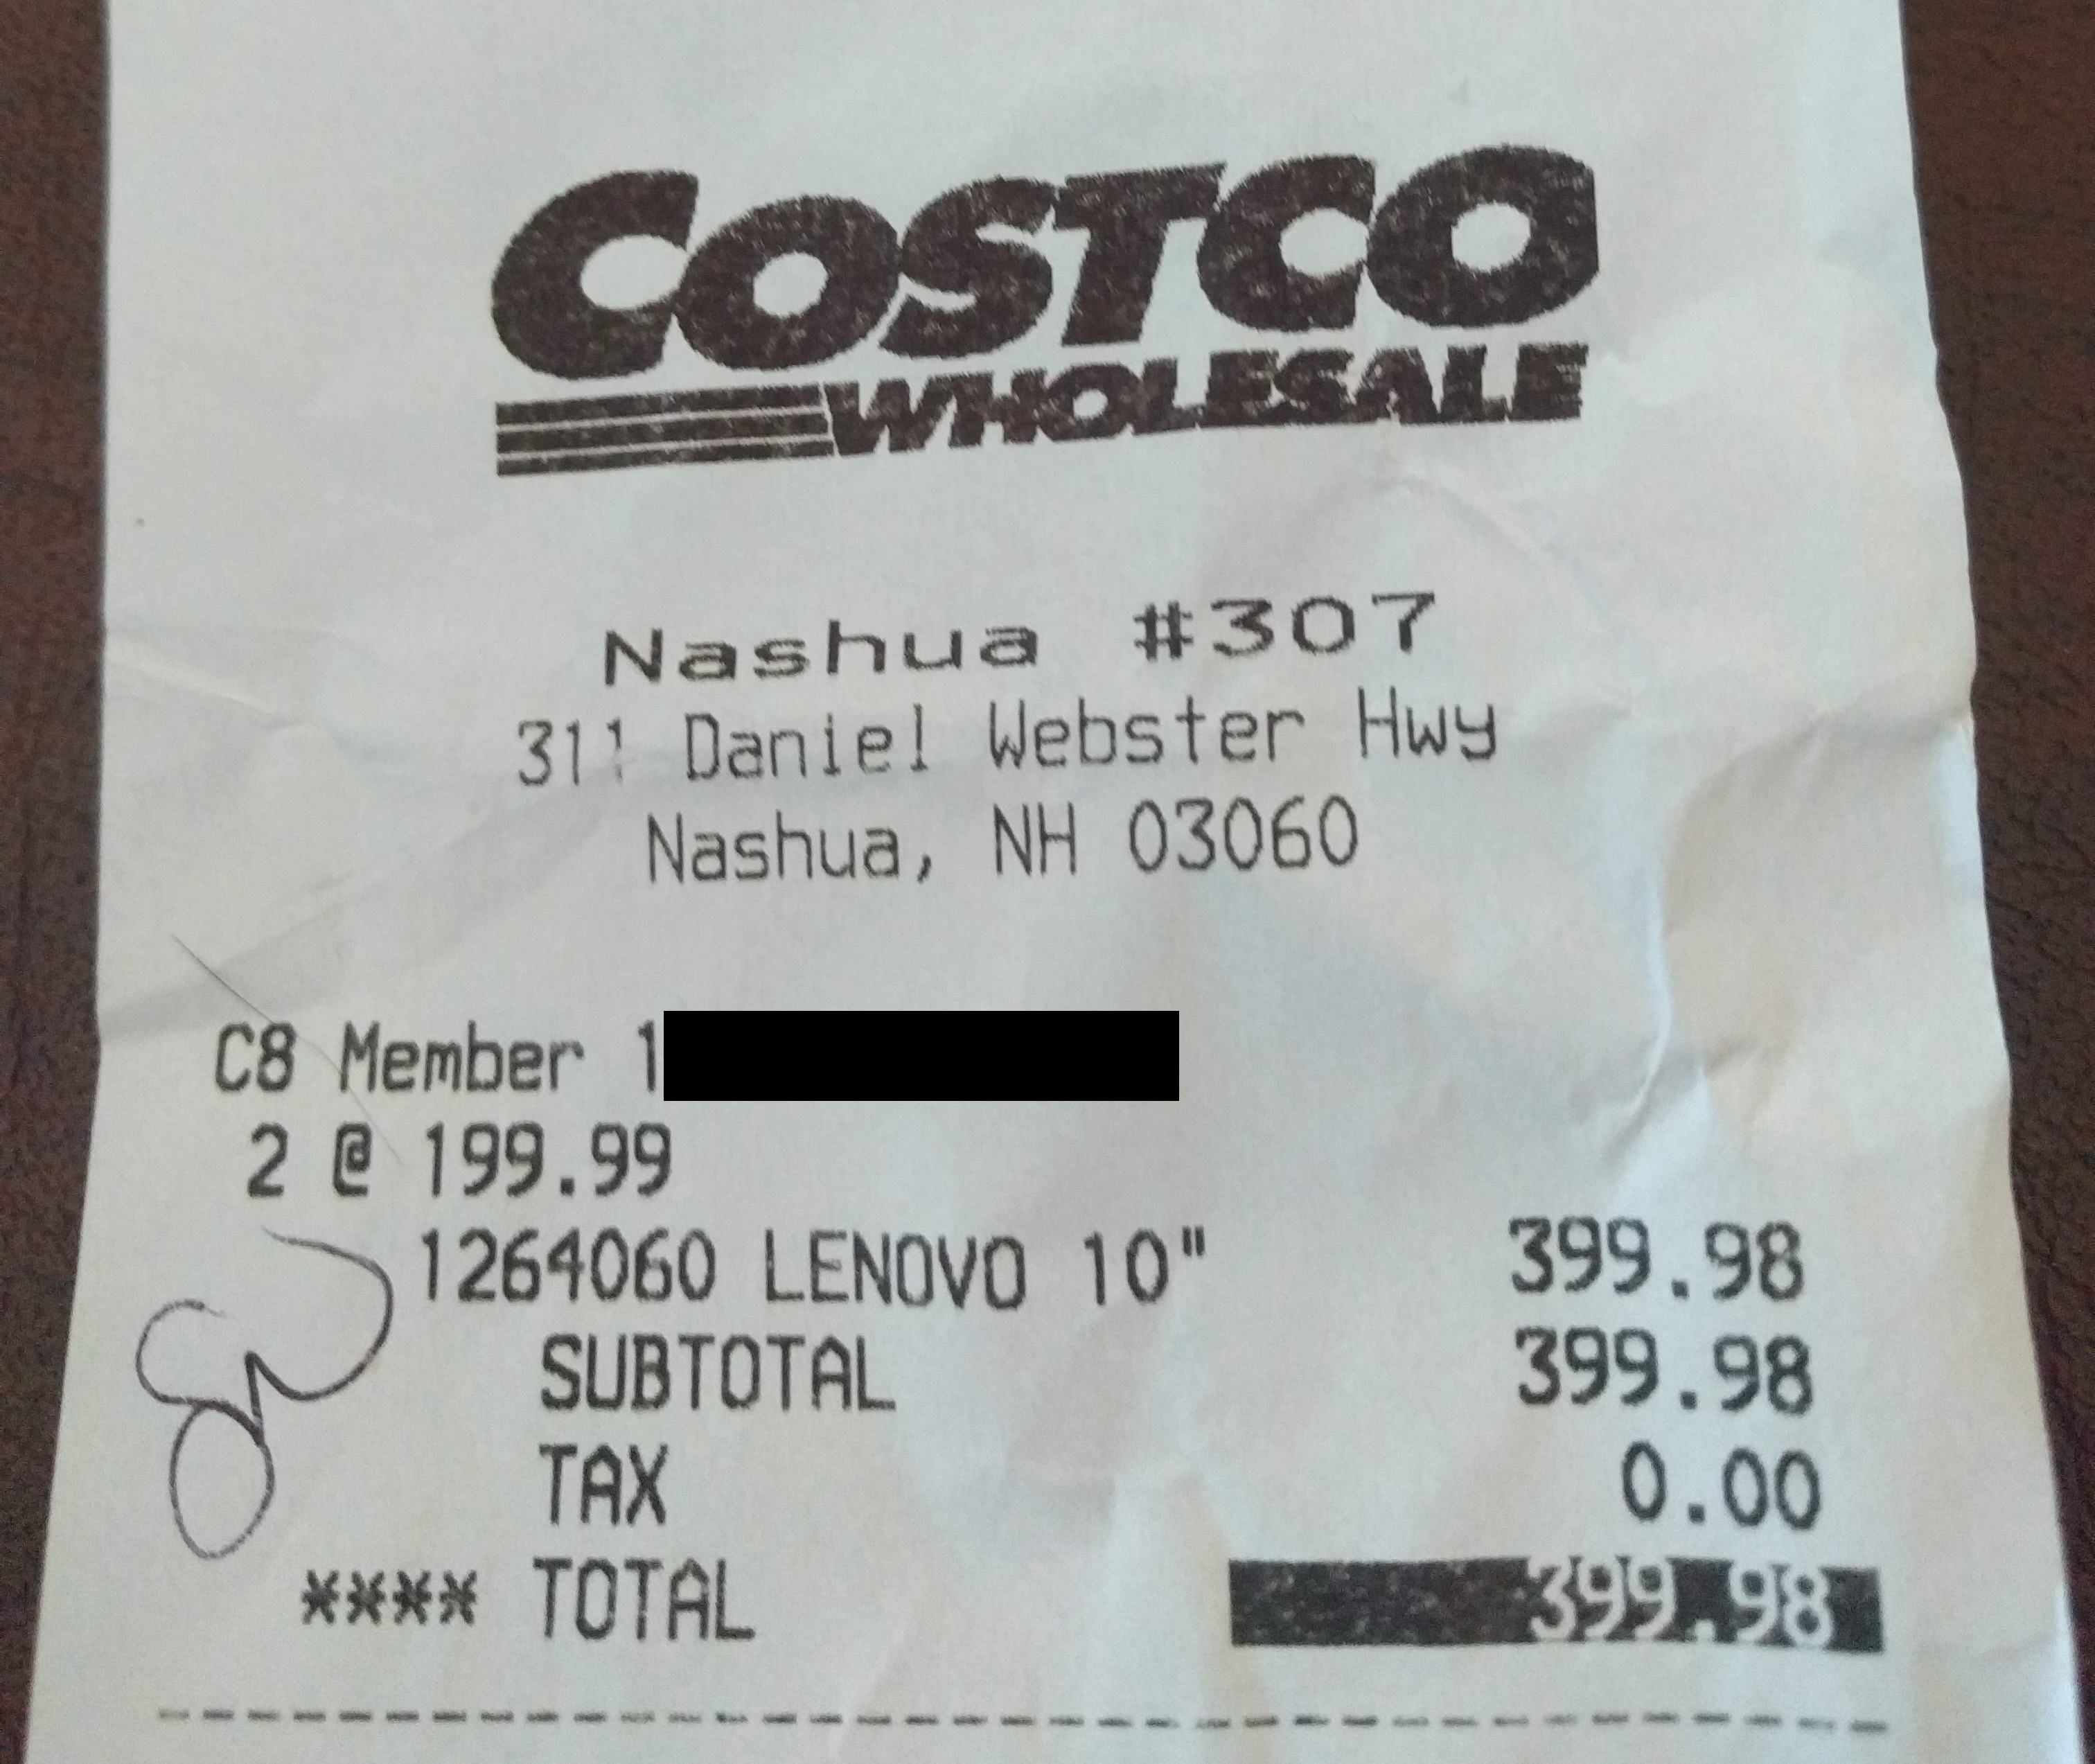 COSTCO
WHOLESALE
Nashua #307
311 Daniel Webster Hwy
Nashua, NH 03060
C8 Member 1
2 @ 199.99
1264060 LENOVO 10" 399.98
SUBTOTAL 399.98
TAX 0.00
**** TOTAL 399.98